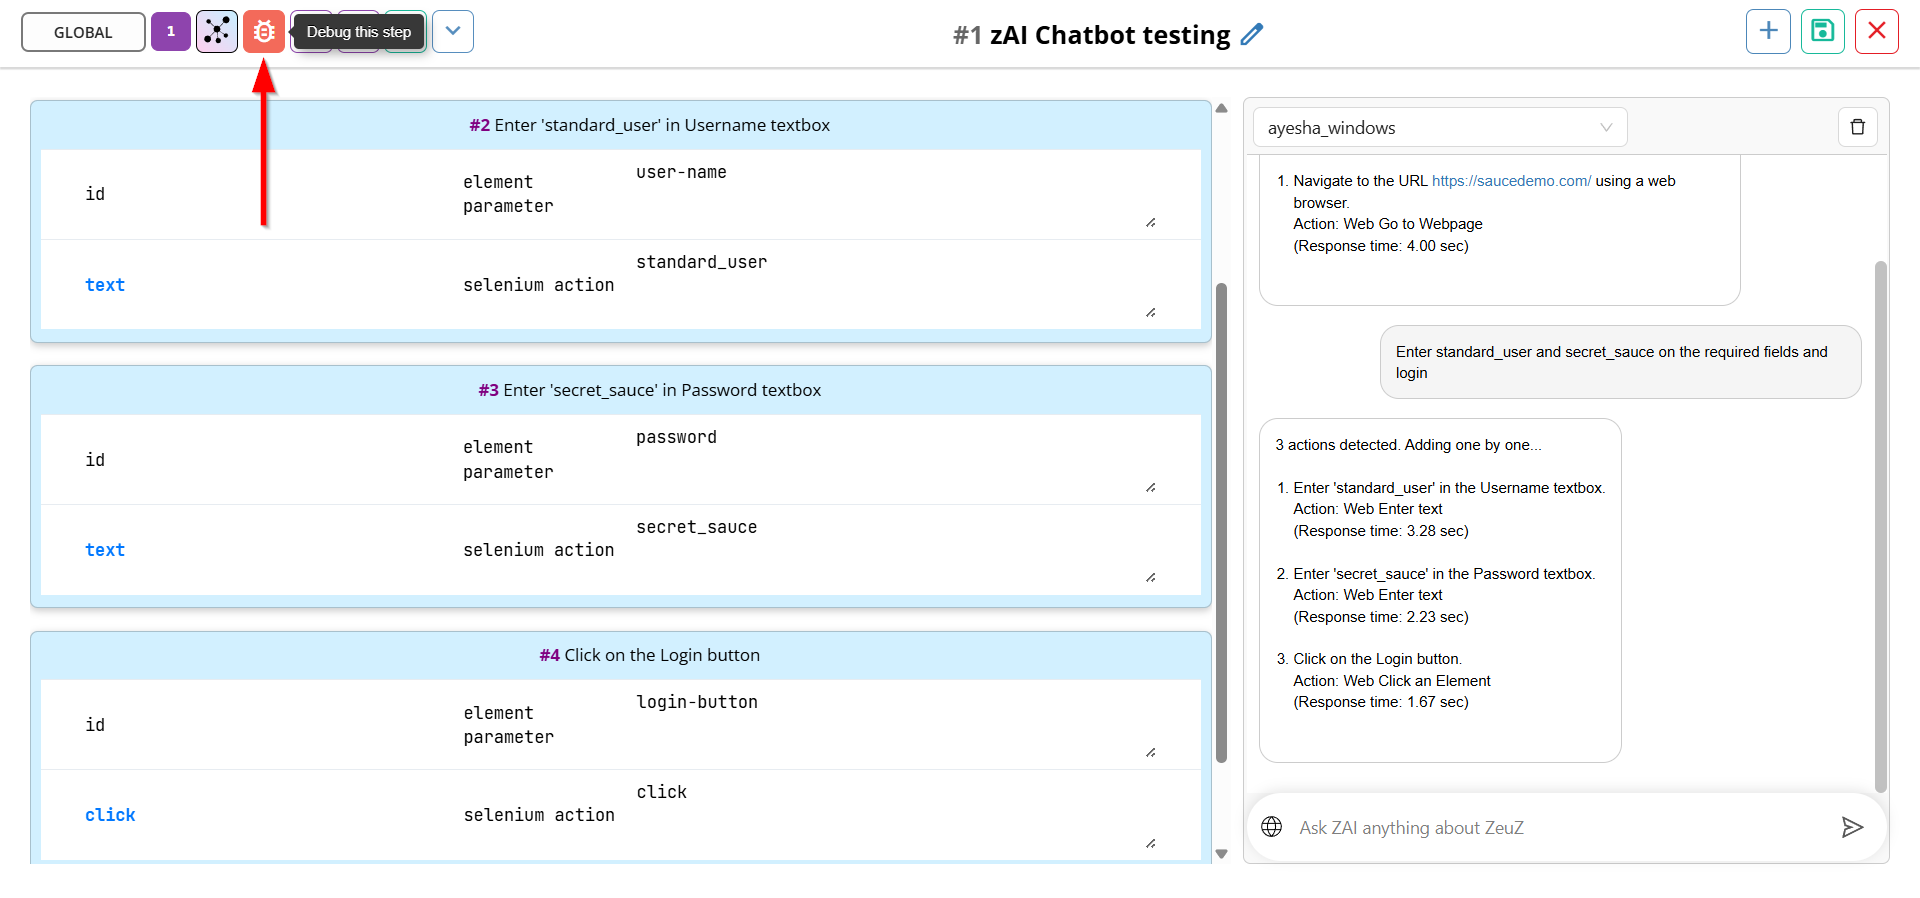 GLOBAL
1
Debug this step
#1 zAI Chatbot testing
#2 Enter 'standard_user' in Username textbox
id
element
parameter
user-name
text
selenium action
standard_user
#3 Enter 'secret_sauce' in Password textbox
id
element
parameter
password
text
selenium action
secret_sauce
#4 Click on the Login button
id
element
parameter
login-button
click
selenium action
click
ayesha_windows
1. Navigate to the URL https://saucedemo.com/ using a web
browser.
Action: Web Go to Webpage
(Response time: 4.00 sec)
Enter standard_user and secret_sauce on the required fields and
login
3 actions detected. Adding one by one...
1. Enter 'standard_user' in the Username textbox.
Action: Web Enter text
(Response time: 3.28 sec)
2. Enter 'secret_sauce' in the Password textbox.
Action: Web Enter text
(Response time: 2.23 sec)
3. Click on the Login button.
Action: Web Click an Element
(Response time: 1.67 sec)
Ask ZAI anything about ZeuZ